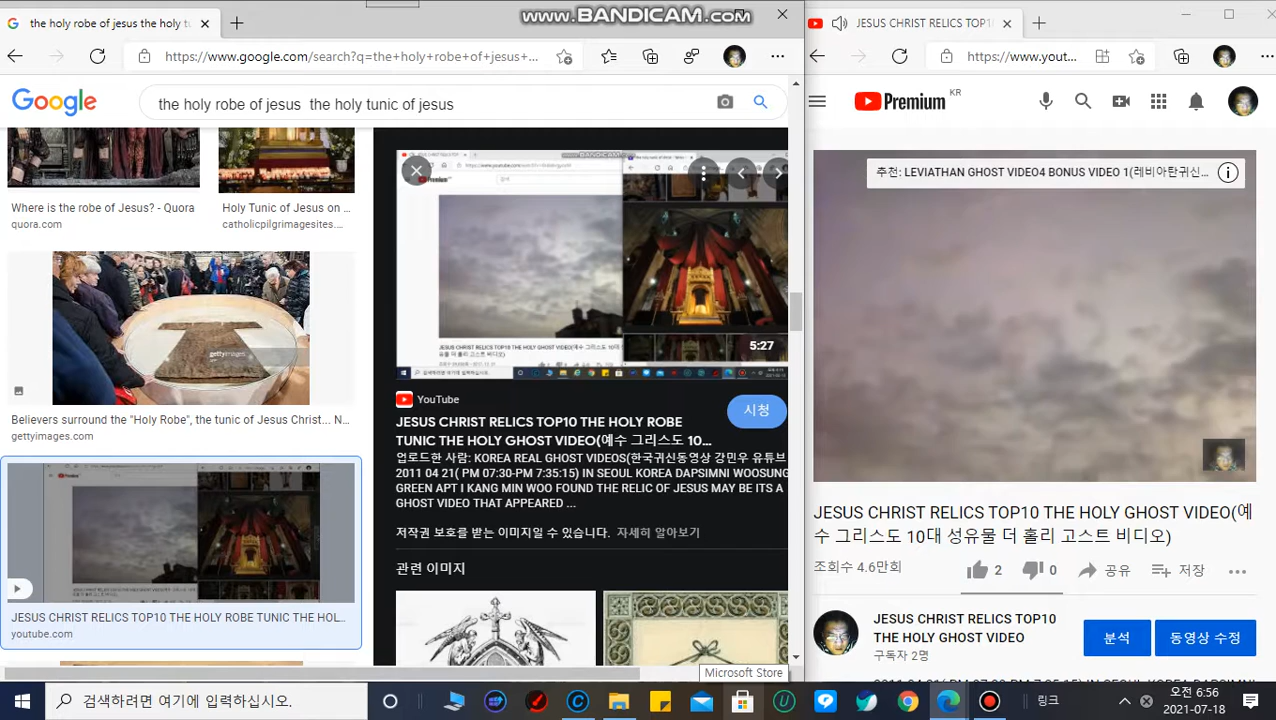 the holy robe of jesus the holy tu
www.BANDICAM.com
https://www.google.com/search?q=the+holy+robe+of+jesus+...
Google
the holy robe of jesus  the holy tunic of jesus
Where is the robe of Jesus? - Quora
quora.com
Holy Tunic of Jesus on ...
catholicpilgrimagesites....
gettyimages
Believers surround the "Holy Robe", the tunic of Jesus Christ... N...
gettyimages.com
JESUS CHRIST RELICS TOP10 THE HOLY ROBE TUNIC THE HOL...
youtube.com
5:27
YouTube
JESUS CHRIST RELICS TOP10 THE HOLY ROBE
TUNIC THE HOLY GHOST VIDEO(예수 그리스도 10...
시청
업로드한 사람: KOREA REAL GHOST VIDEOS(한국귀신동영상 강민우 유튜브
2011 04 21( PM 07:30-PM 7:35:15) IN SEOUL KOREA DAPSIMNI WOOSUNG
GREEN APT I KANG MIN WOO FOUND THE RELIC OF JESUS MAY BE ITS A
GHOST VIDEO THAT APPEARED ...
저작권 보호를 받는 이미지일 수 있습니다. 자세히 알아보기
관련 이미지
Microsoft Store
JESUS CHRIST RELICS TOP1
https://www.yout...
Premium
KR
추천: LEVIATHAN GHOST VIDEO4 BONUS VIDEO 1(레비아탄귀신...
JESUS CHRIST RELICS TOP10 THE HOLY GHOST VIDEO(예
수 그리스도 10대 성유물 더 홀리 고스트 비디오)
조회수 4.6만회
2
0
공유
저장
JESUS CHRIST RELICS TOP10
THE HOLY GHOST VIDEO
구독자 2명
분석
동영상 수정
검색하려면 여기에 입력하십시오.
링크
오전 6:56
2021-07-18